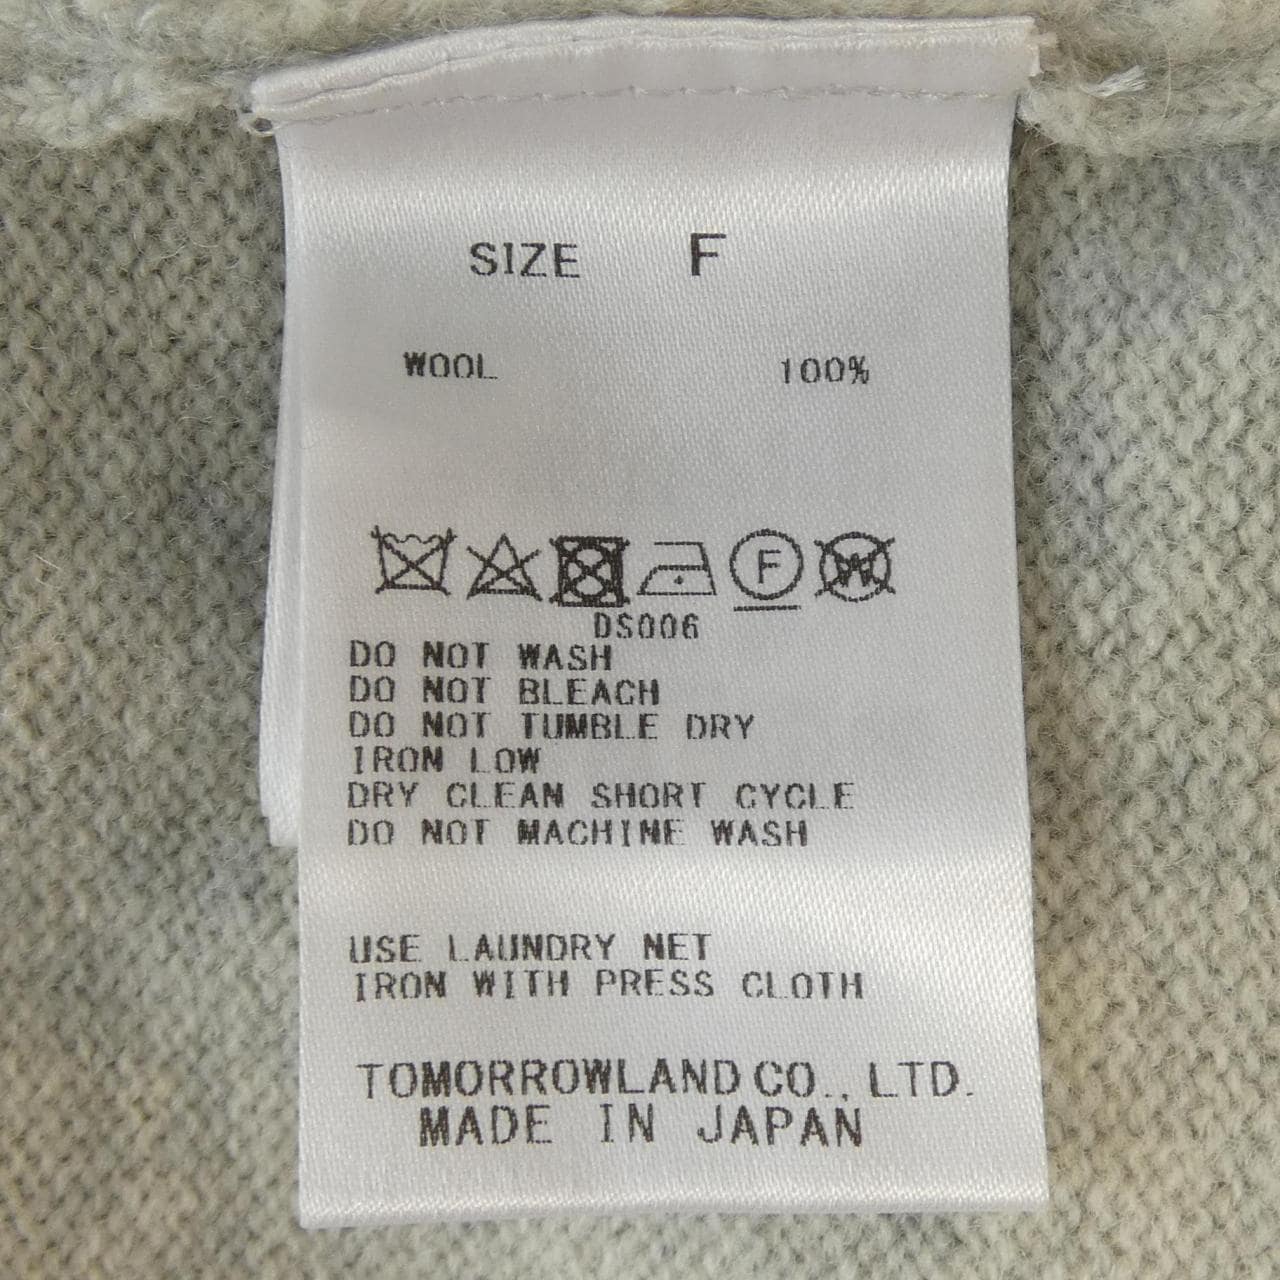 SIZE F
WOOL 100%
F W
DS006
DO NOT WASH
DO NOT BLEACH
DO NOT TUMBLE DRY
IRON LOW
DRY CLEAN SHORT CYCLE
DO NOT MACHINE WASH
USE LAUNDRY NET
IRON WITH PRESS CLOTH
TOMORROWLAND CO., LTD.
MADE IN JAPAN